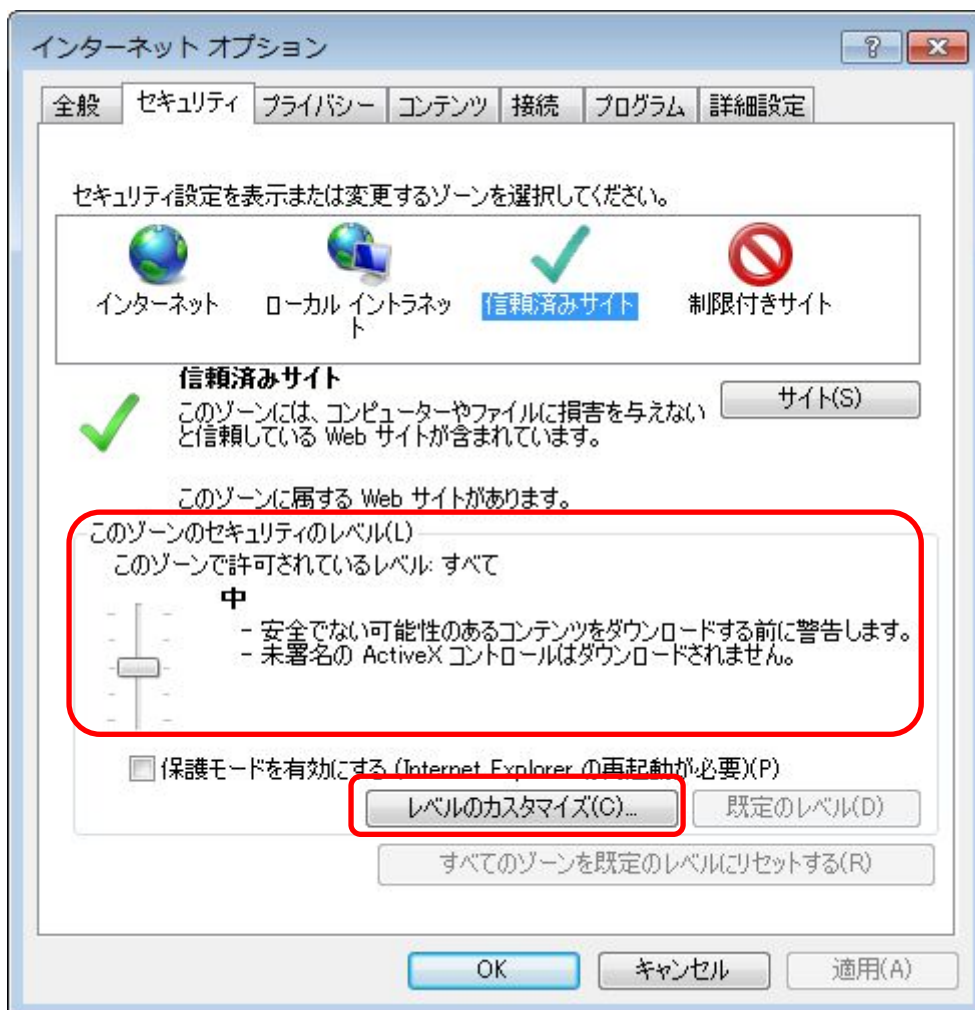 インターネット オプション
全般 セキュリティ プライバシー コンテンツ 接続 プログラム 詳細設定
セキュリティ設定を表示または変更するゾーンを選択してください。
インターネット
ローカル イントラネッ
ト
信頼済みサイト
制限付きサイト
信頼済みサイト
このゾーンには、コンピューターやファイルに損害を与えない
と信頼している Web サイトが含まれています。
サイト(S)
このゾーンに属する Web サイトがあります。
このゾーンのセキュリティのレベル(L)
このゾーンで許可されているレベル: すべて
中
- 安全でない可能性のあるコンテンツをダウンロードする前に警告します。
- 未署名の ActiveX コントロールはダウンロードされません。
保護モードを有効にする (Internet Explorer の再起動が必要)(P)
レベルのカスタマイズ(C)... 既定のレベル(D)
すべてのゾーンを既定のレベルにリセットする(R)
OK キャンセル 適用(A)